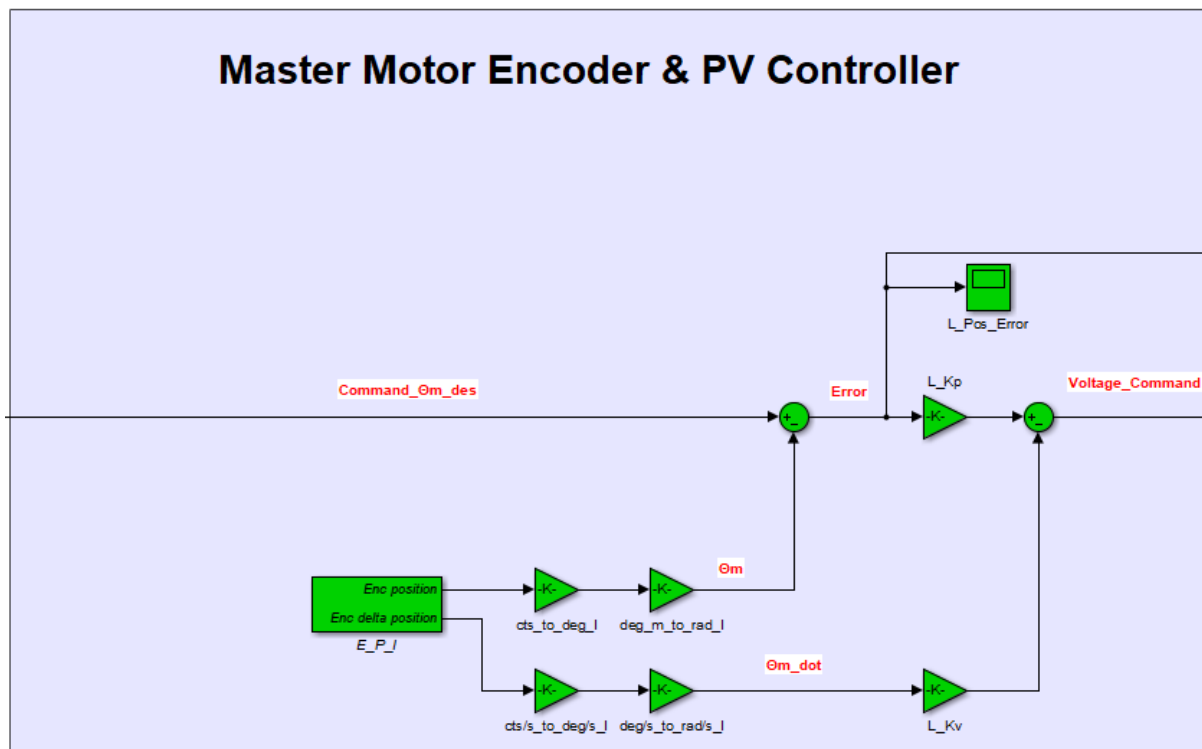 Master Motor Encoder & PV Controller
L_Pos_Error
Command_Θm_des
Error
L_Kp
Voltage_Command
+
-
-K-
+
-
Enc position
Enc delta position
E_P_I
-K-
cts_to_deg_I
-K-
deg_m_to_rad_I
Θm
-K-
cts/s_to_deg/s_I
-K-
deg/s_to_rad/s_I
Θm_dot
-K-
L_Kv